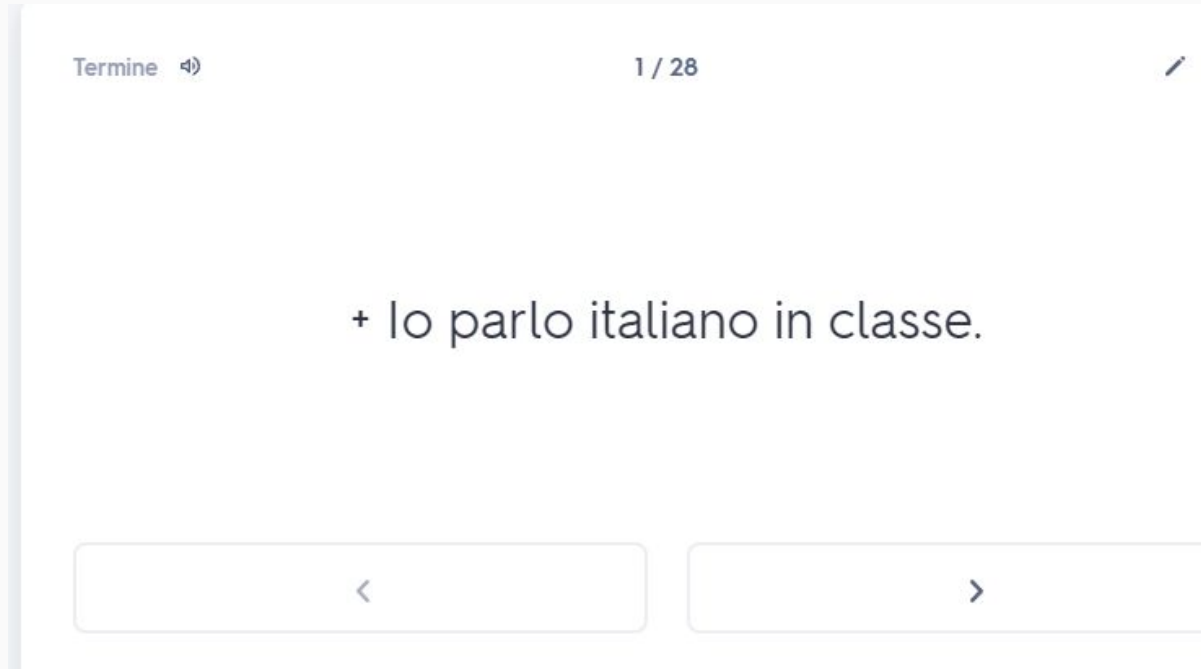 Termine
1 / 28
+ Io parlo italiano in classe.